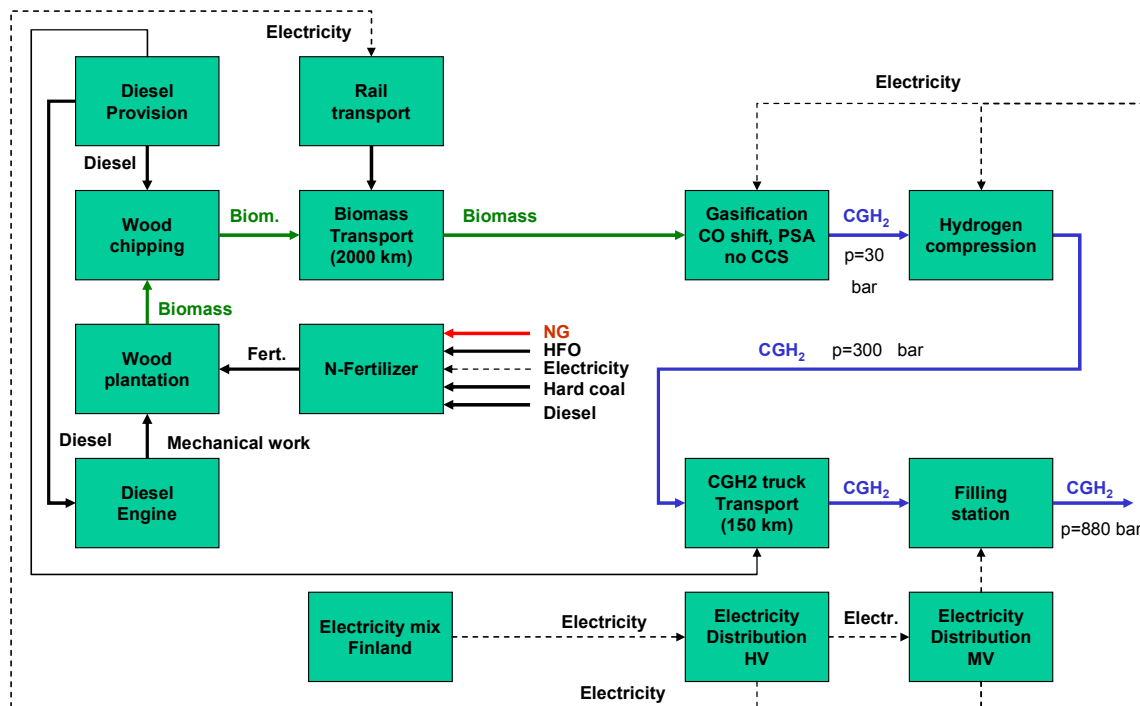 Electricity
Diesel
Provision
Rail
transport
Electricity
Diesel
Wood
chipping
Biom.
Biomass
Transport
(2000 km)
Biomass
Gasification
CO shift, PSA
no CCS
CGH₂
p=30
bar
Hydrogen
compression
Biomass
Wood
plantation
Fert.
N-Fertilizer
NG
HFO
Electricity
Hard coal
Diesel
CGH₂ p=300 bar
Diesel
Mechanical work
Diesel
Engine
CGH2 truck
Transport
(150 km)
CGH₂
Filling
station
CGH₂
p=880 bar
Electricity mix
Finland
Electricity
Electricity
Distribution
HV
Electr.
Electricity
Distribution
MV
Electricity